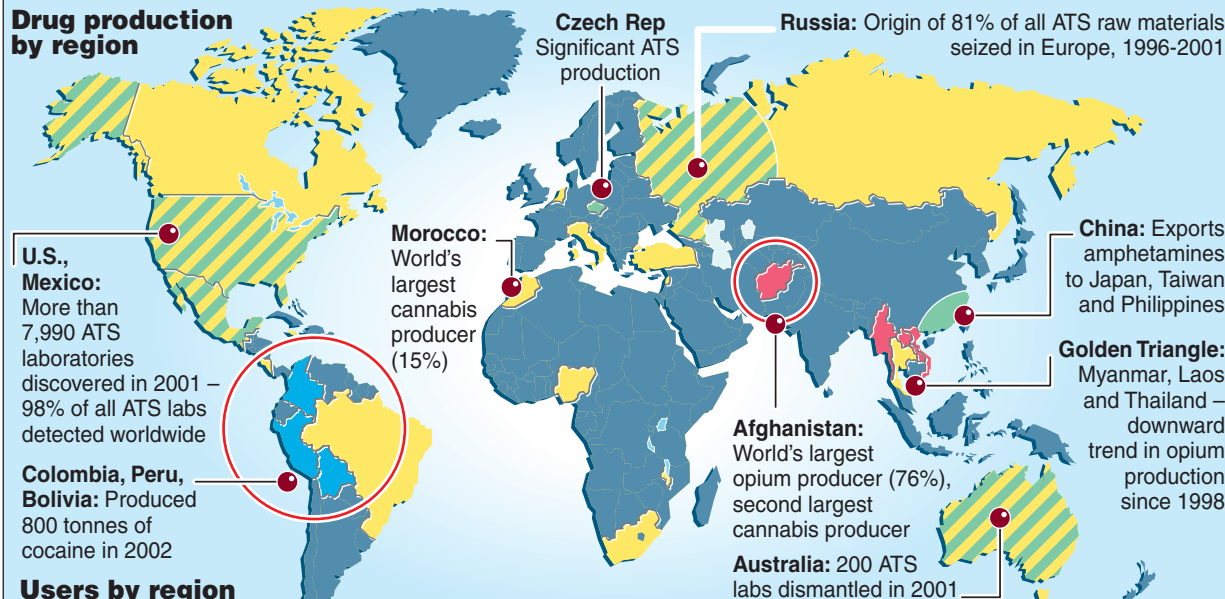 Drug production
by region
Czech Rep
Significant ATS
production
Russia: Origin of 81% of all ATS raw materials
seized in Europe, 1996-2001
U.S.,
Mexico:
More than
7,990 ATS
laboratories
discovered in 2001 –
98% of all ATS labs
detected worldwide
Morocco:
World's
largest
cannabis
producer
(15%)
China: Exports
amphetamines
to Japan, Taiwan
and Philippines
Golden Triangle:
Myanmar, Laos
and Thailand –
downward
trend in opium
production
since 1998
Colombia, Peru,
Bolivia: Produced
800 tonnes of
cocaine in 2002
Afghanistan:
World's largest
opium producer (76%),
second largest
cannabis producer
Australia: 200 ATS
labs dismantled in 2001
Users by region